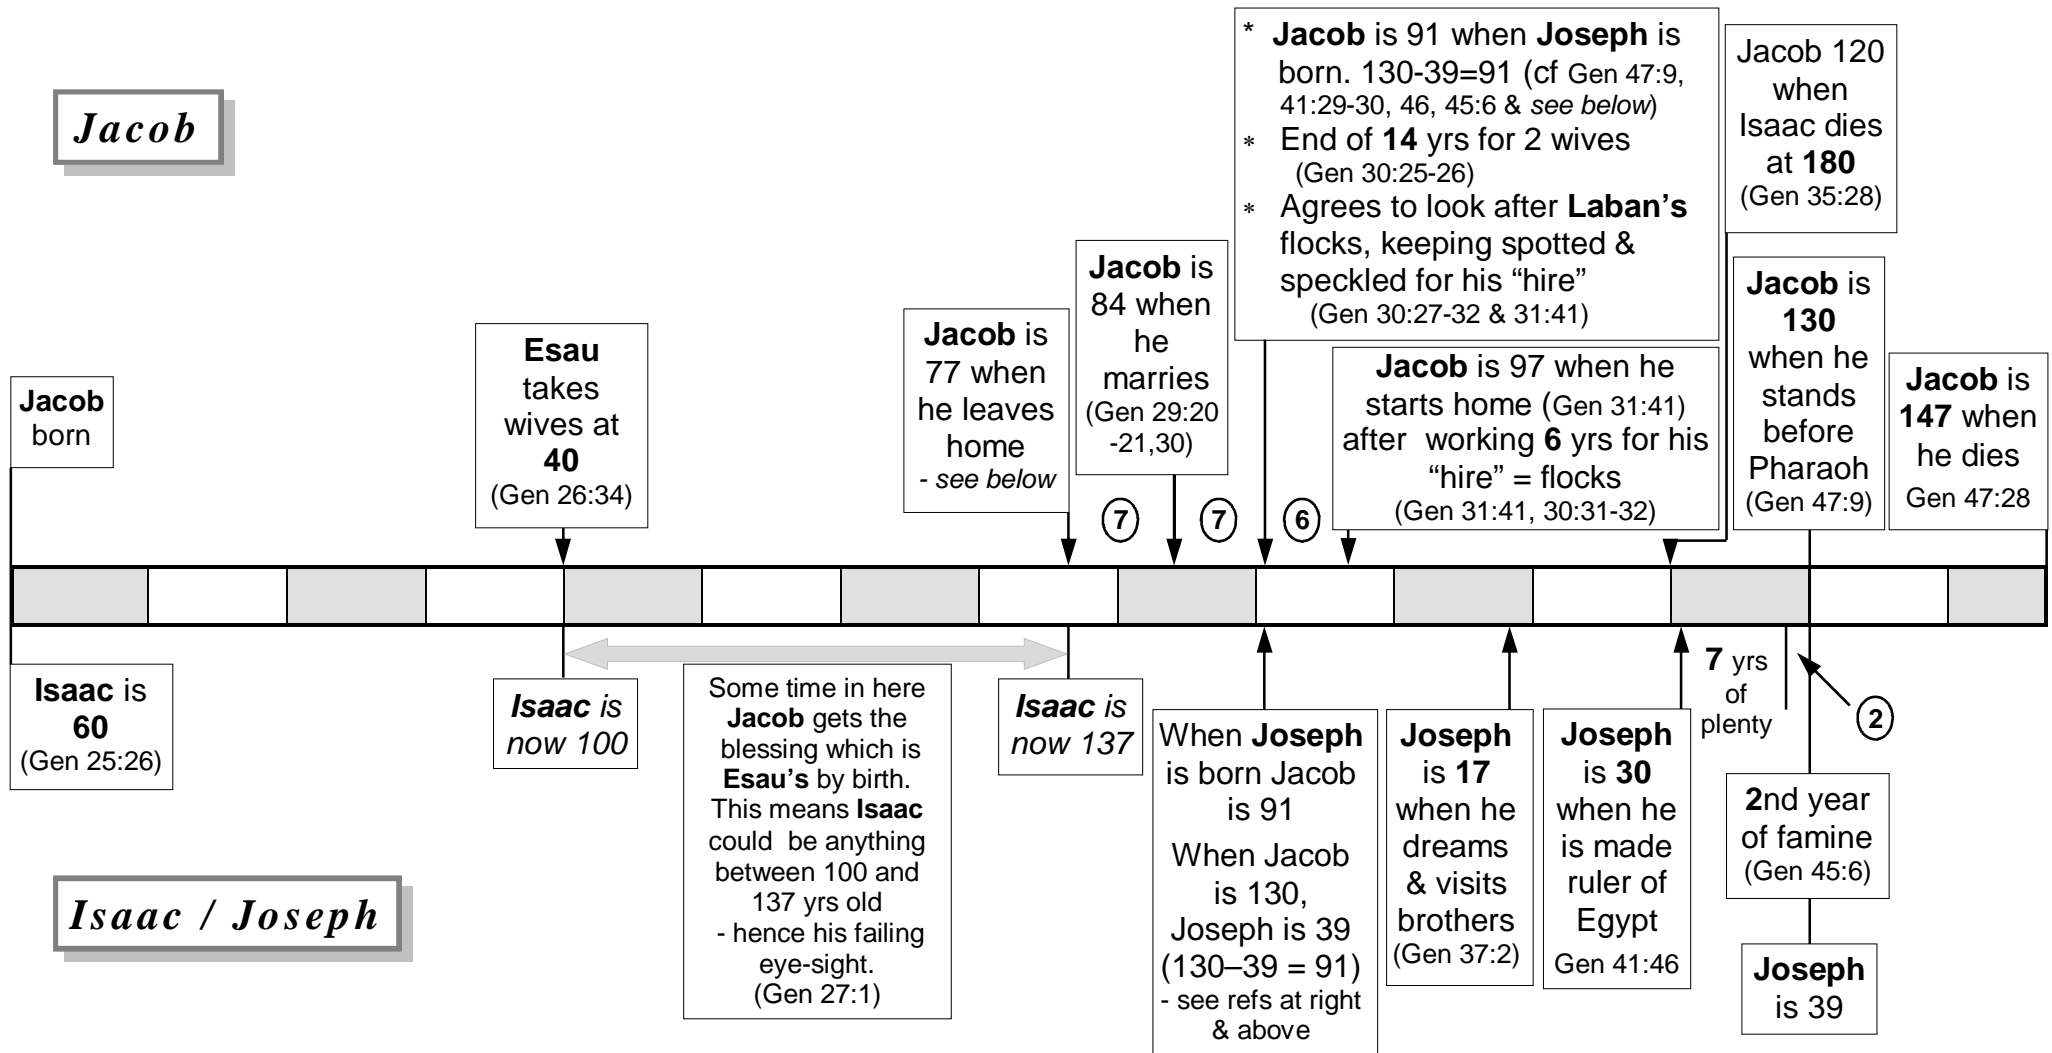 Jacob
* Jacob is 91 when Joseph is
born. 130-39=91 (cf Gen 47:9,
41:29-30, 46, 45:6 & see below)
* End of 14 yrs for 2 wives
(Gen 30:25-26)
* Agrees to look after Laban’s
flocks, keeping spotted &
speckled for his “hire”
(Gen 30:27-32 & 31:41)
Jacob 120
when
Isaac dies
at 180
(Gen 35:28)
Jacob
born
Esau
takes
wives at
40
(Gen 26:34)
Jacob is
77 when
he leaves
home
- see below
Jacob is
84 when
he
marries
(Gen 29:20
-21,30)
Jacob is 97 when he
starts home (Gen 31:41)
after working 6 yrs for his
“hire” = flocks
(Gen 31:41, 30:31-32)
Jacob is
130
when he
stands
before
Pharaoh
(Gen 47:9)
Jacob is
147 when
he dies
Gen 47:28
7
7
6
Isaac is
60
(Gen 25:26)
Isaac is
now 100
Some time in here
Jacob gets the
blessing which is
Esau's by birth.
This means Isaac
could be anything
between 100 and
137 yrs old
- hence his failing
eye-sight.
(Gen 27:1)
Isaac is
now 137
When Joseph
is born Jacob
is 91
When Jacob
is 130,
Joseph is 39
(130–39 = 91)
- see refs at right
& above
Joseph
is 17
when he
dreams
& visits
brothers
(Gen 37:2)
Joseph
is 30
when he
is made
ruler of
Egypt
Gen 41:46
7 yrs
of
plenty
2
2nd year
of famine
(Gen 45:6)
Joseph
is 39
Isaac / Joseph